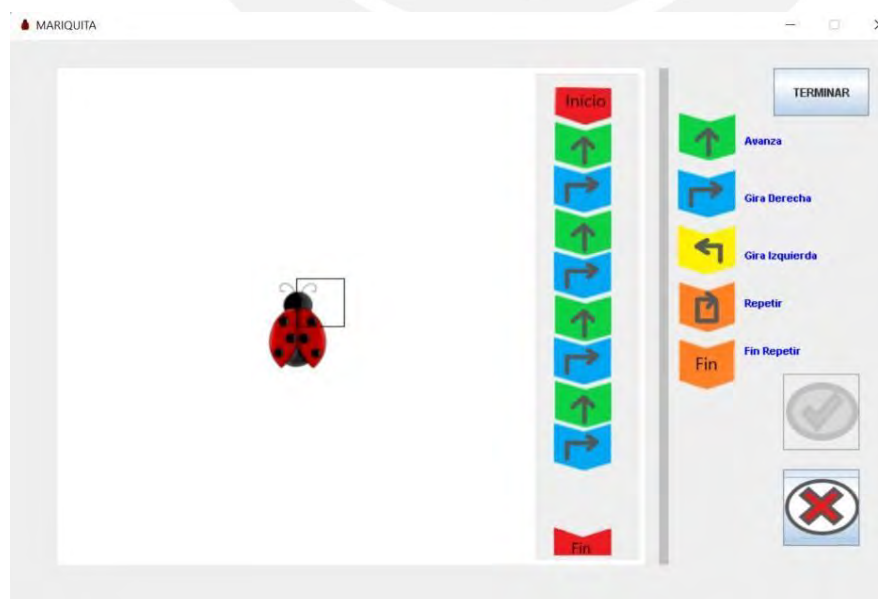 MARIQUITA
Inicio
TERMINAR
Avanza
Gira Derecha
Gira Izquierda
Repetir
Fin Repetir
Fin
Fin